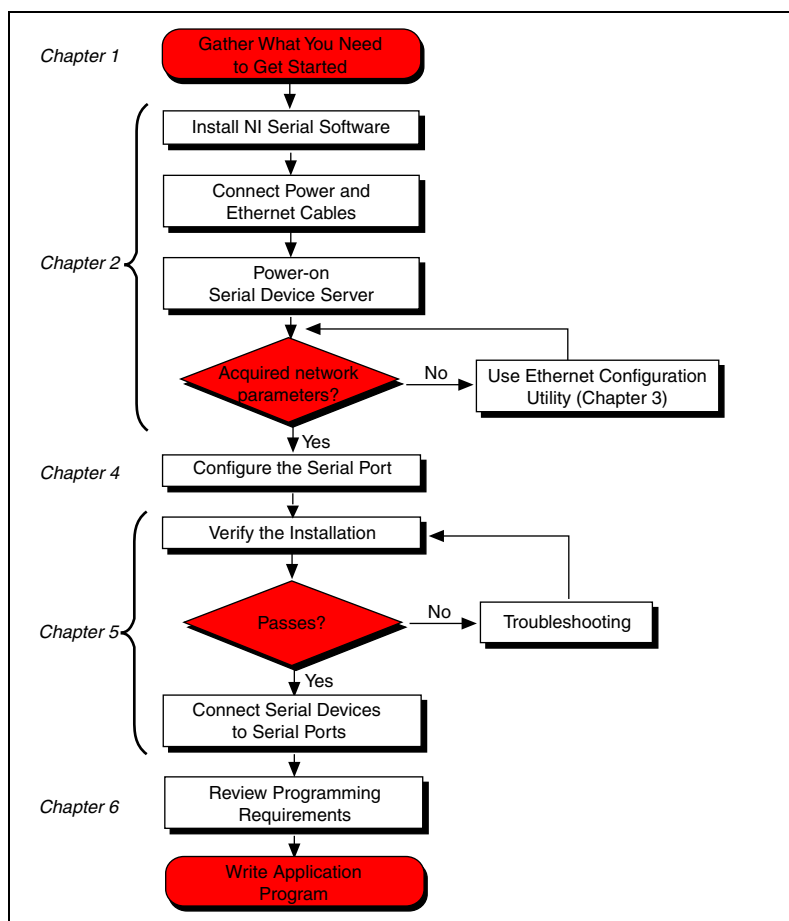 Chapter 1
Gather What You Need
to Get Started
Chapter 2
Install NI Serial Software
Connect Power and
Ethernet Cables
Power-on
Serial Device Server
Acquired network
parameters?
No
Use Ethernet Configuration
Utility (Chapter 3)
Yes
Chapter 4
Configure the Serial Port
Chapter 5
Verify the Installation
Passes?
No
Troubleshooting
Yes
Connect Serial Devices
to Serial Ports
Chapter 6
Review Programming
Requirements
Write Application
Program